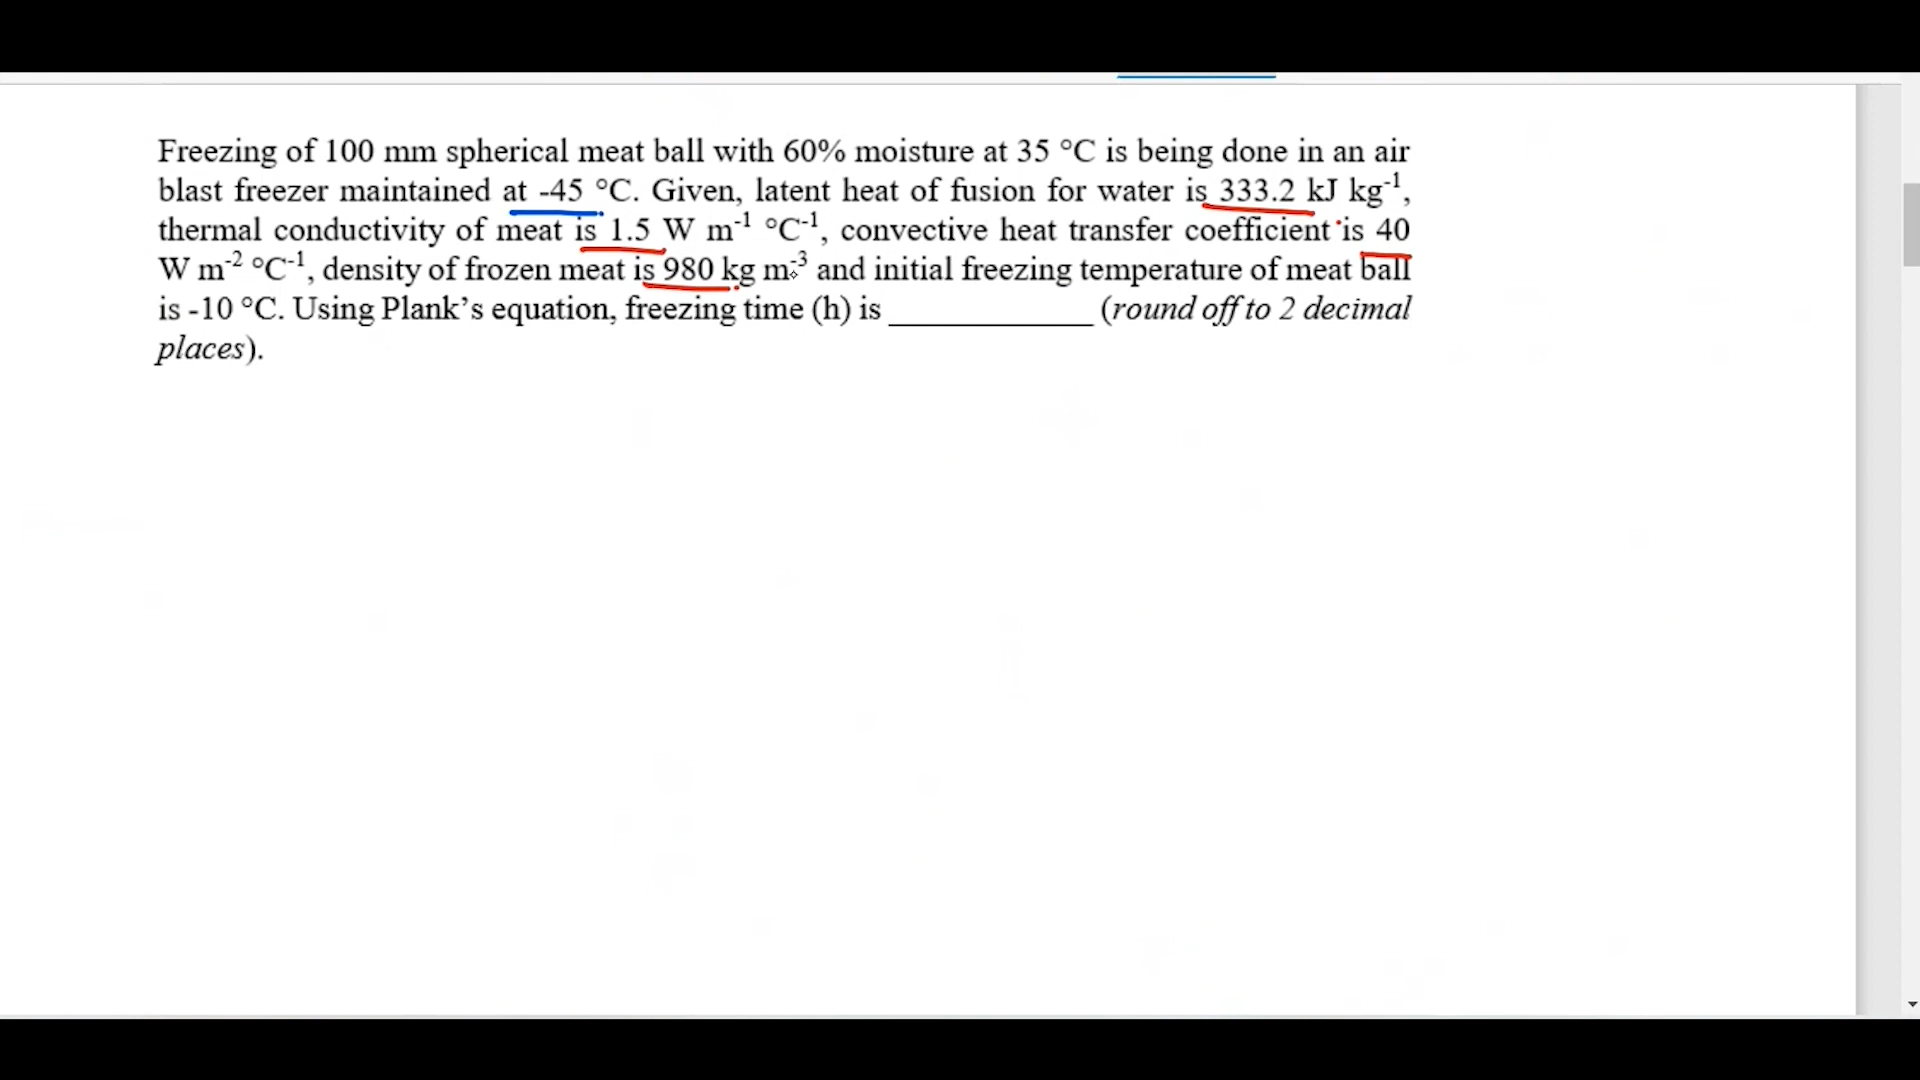 Freezing of 100 mm spherical meat ball with 60% moisture at 35 °C is being done in an air
blast freezer maintained at -45 °C. Given, latent heat of fusion for water is 333.2 kJ kg⁻¹,
thermal conductivity of meat is 1.5 W m⁻¹ °C⁻¹, convective heat transfer coefficient is 40
W m⁻² °C⁻¹, density of frozen meat is 980 kg m⁻³ and initial freezing temperature of meat ball
is -10 °C. Using Plank’s equation, freezing time (h) is ____________ (round off to 2 decimal
places).